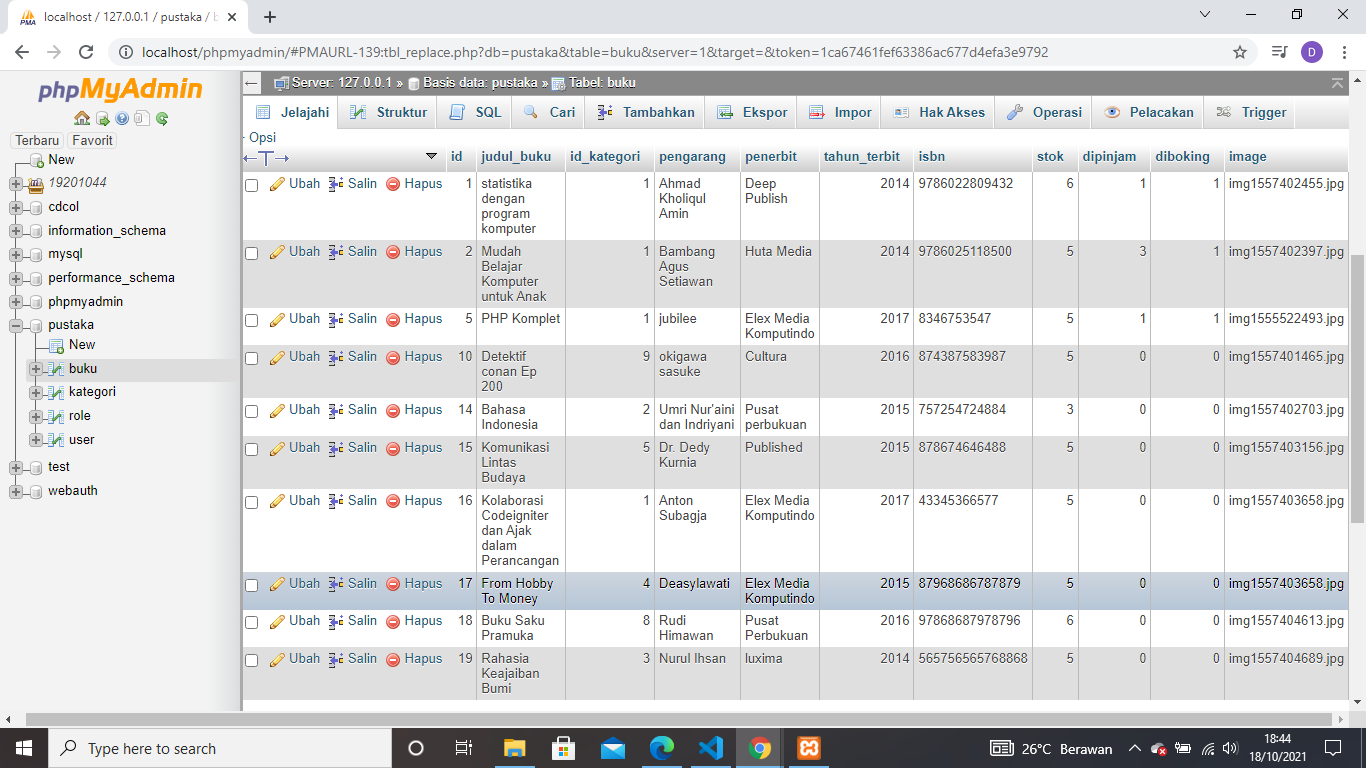 localhost / 127.0.0.1 / pustaka / b
localhost/phpmyadmin/#PMAURL-139:tbl_replace.php?db=pustaka&table=buku&server=1&target=&token=1ca67461fef63386ac677d4efa3e9792
D
phpMyAdmin
Terbaru Favorit
New
19201044
cdcol
information_schema
mysql
performance_schema
phpmyadmin
pustaka
New
buku
kategori
role
user
test
webauth
Server: 127.0.0.1 » Basis data: pustaka » Tabel: buku
Jelajahi Struktur SQL Cari Tambahkan Ekspor Impor Hak Akses Operasi Pelacakan Trigger
Opsi
id judul_buku id_kategori pengarang penerbit tahun_terbit isbn stok dipinjam diboking image
Ubah Salin Hapus 1 statistika 1 Ahmad Deep 2014 9786022809432 6 1 1 img1557402455.jpg
dengan Kholiqul Publish
program Amin
komputer
Ubah Salin Hapus 2 Mudah 1 Bambang Huta Media 2014 9786025118500 5 3 1 img1557402397.jpg
Belajar Agus
Komputer Setiawan
untuk Anak
Ubah Salin Hapus 5 PHP Komplet 1 jubilee Elex Media 2017 8346753547 5 1 1 img1555522493.jpg
Komputindo
Ubah Salin Hapus 10 Detektif 9 okigawa Cultura 2016 874387583987 5 0 0 img1557401465.jpg
conan Ep sasuke
200
Ubah Salin Hapus 14 Bahasa 2 Umri Nur'aini Pusat 2015 757254724884 3 0 0 img1557402703.jpg
Indonesia dan Indriyani perbukuan
Ubah Salin Hapus 15 Komunikasi 5 Dr. Dedy Published 2015 878674646488 5 0 0 img1557403156.jpg
Lintas Kurnia
Budaya
Ubah Salin Hapus 16 Kolaborasi 1 Anton Elex Media 2017 43345366577 5 0 0 img1557403658.jpg
Codeigniter Subagja Komputindo
dan Ajak
dalam
Perancangan
Ubah Salin Hapus 17 From Hobby 4 Deasylawati Elex Media 2015 87968686787879 5 0 0 img1557403658.jpg
To Money Komputindo
Ubah Salin Hapus 18 Buku Saku 8 Rudi Pusat 2016 97868687978796 6 0 0 img1557404613.jpg
Pramuka Himawan Perbukuan
Ubah Salin Hapus 19 Rahasia 3 Nurul Ihsan luxima 2014 565756565768868 5 0 0 img1557404689.jpg
Keajaiban
Bumi
Type here to search
26°C Berawan
18:44
18/10/2021